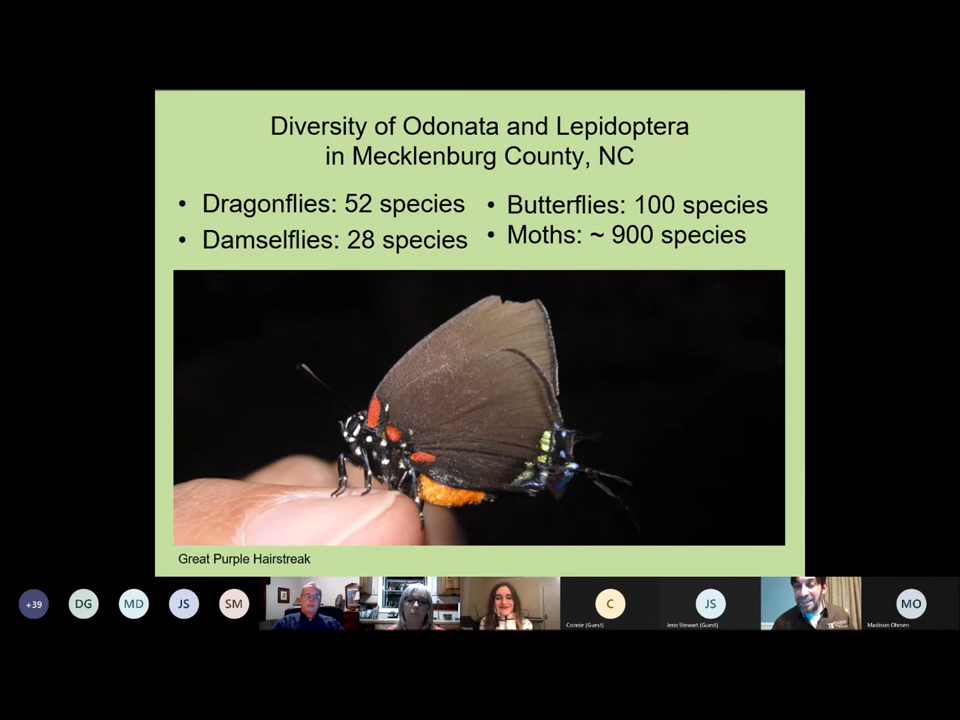 Diversity of Odonata and Lepidoptera
in Mecklenburg County, NC
• Dragonflies: 52 species
• Damselflies: 28 species
• Butterflies: 100 species
• Moths: ~ 900 species
Great Purple Hairstreak
+39
DG
MD
JS
SM
C
Connie (Guest)
JS
Jenn Stewart (Guest)
MO
Madison Ohmen